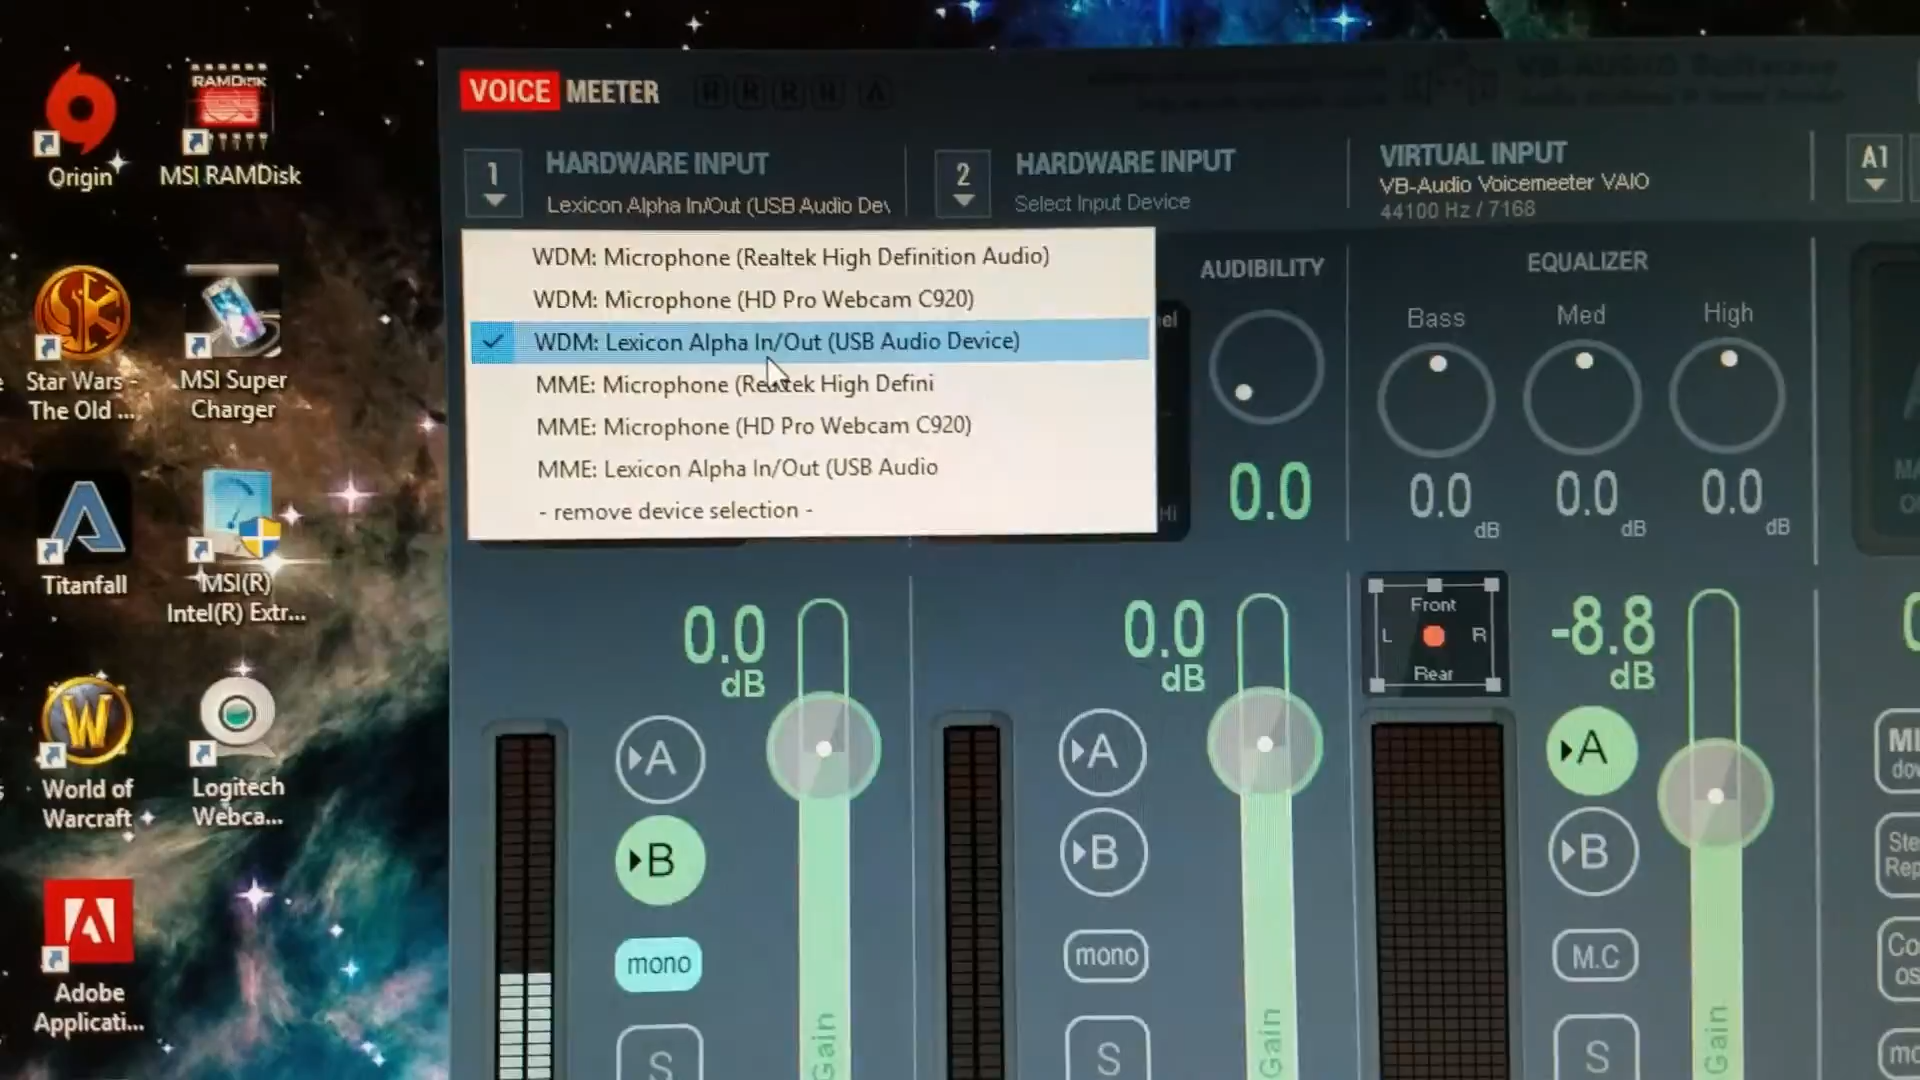 VOICE MEETER
RAMDISK
Origin
MSI RAMDisk
1
HARDWARE INPUT
Lexicon Alpha In/Out (USB Audio Dev
2
HARDWARE INPUT
Select Input Device
VIRTUAL INPUT
VB-Audio Voicemeeter VAIO
44100 Hz / 7168
A1
WDM: Microphone (Realtek High Definition Audio)
WDM: Microphone (HD Pro Webcam C920)
WDM: Lexicon Alpha In/Out (USB Audio Device)
MME: Microphone (Realtek High Defini
MME: Microphone (HD Pro Webcam C920)
MME: Lexicon Alpha In/Out (USB Audio
- remove device selection -
AUDIBILITY
0.0
EQUALIZER
Bass
Med
High
0.0
dB
0.0
dB
0.0
dB
Star Wars -
The Old ...
MSI Super
Charger
Titanfall
MSI(R)
Intel(R) Extr...
World of
Warcraft
Logitech
Webca...
Adobe
Applicati...
0.0
dB
A
B
mono
S
Gain
0.0
dB
A
B
mono
S
Gain
Front
L
R
Rear
-8.8
dB
A
B
M.C
S
Gain